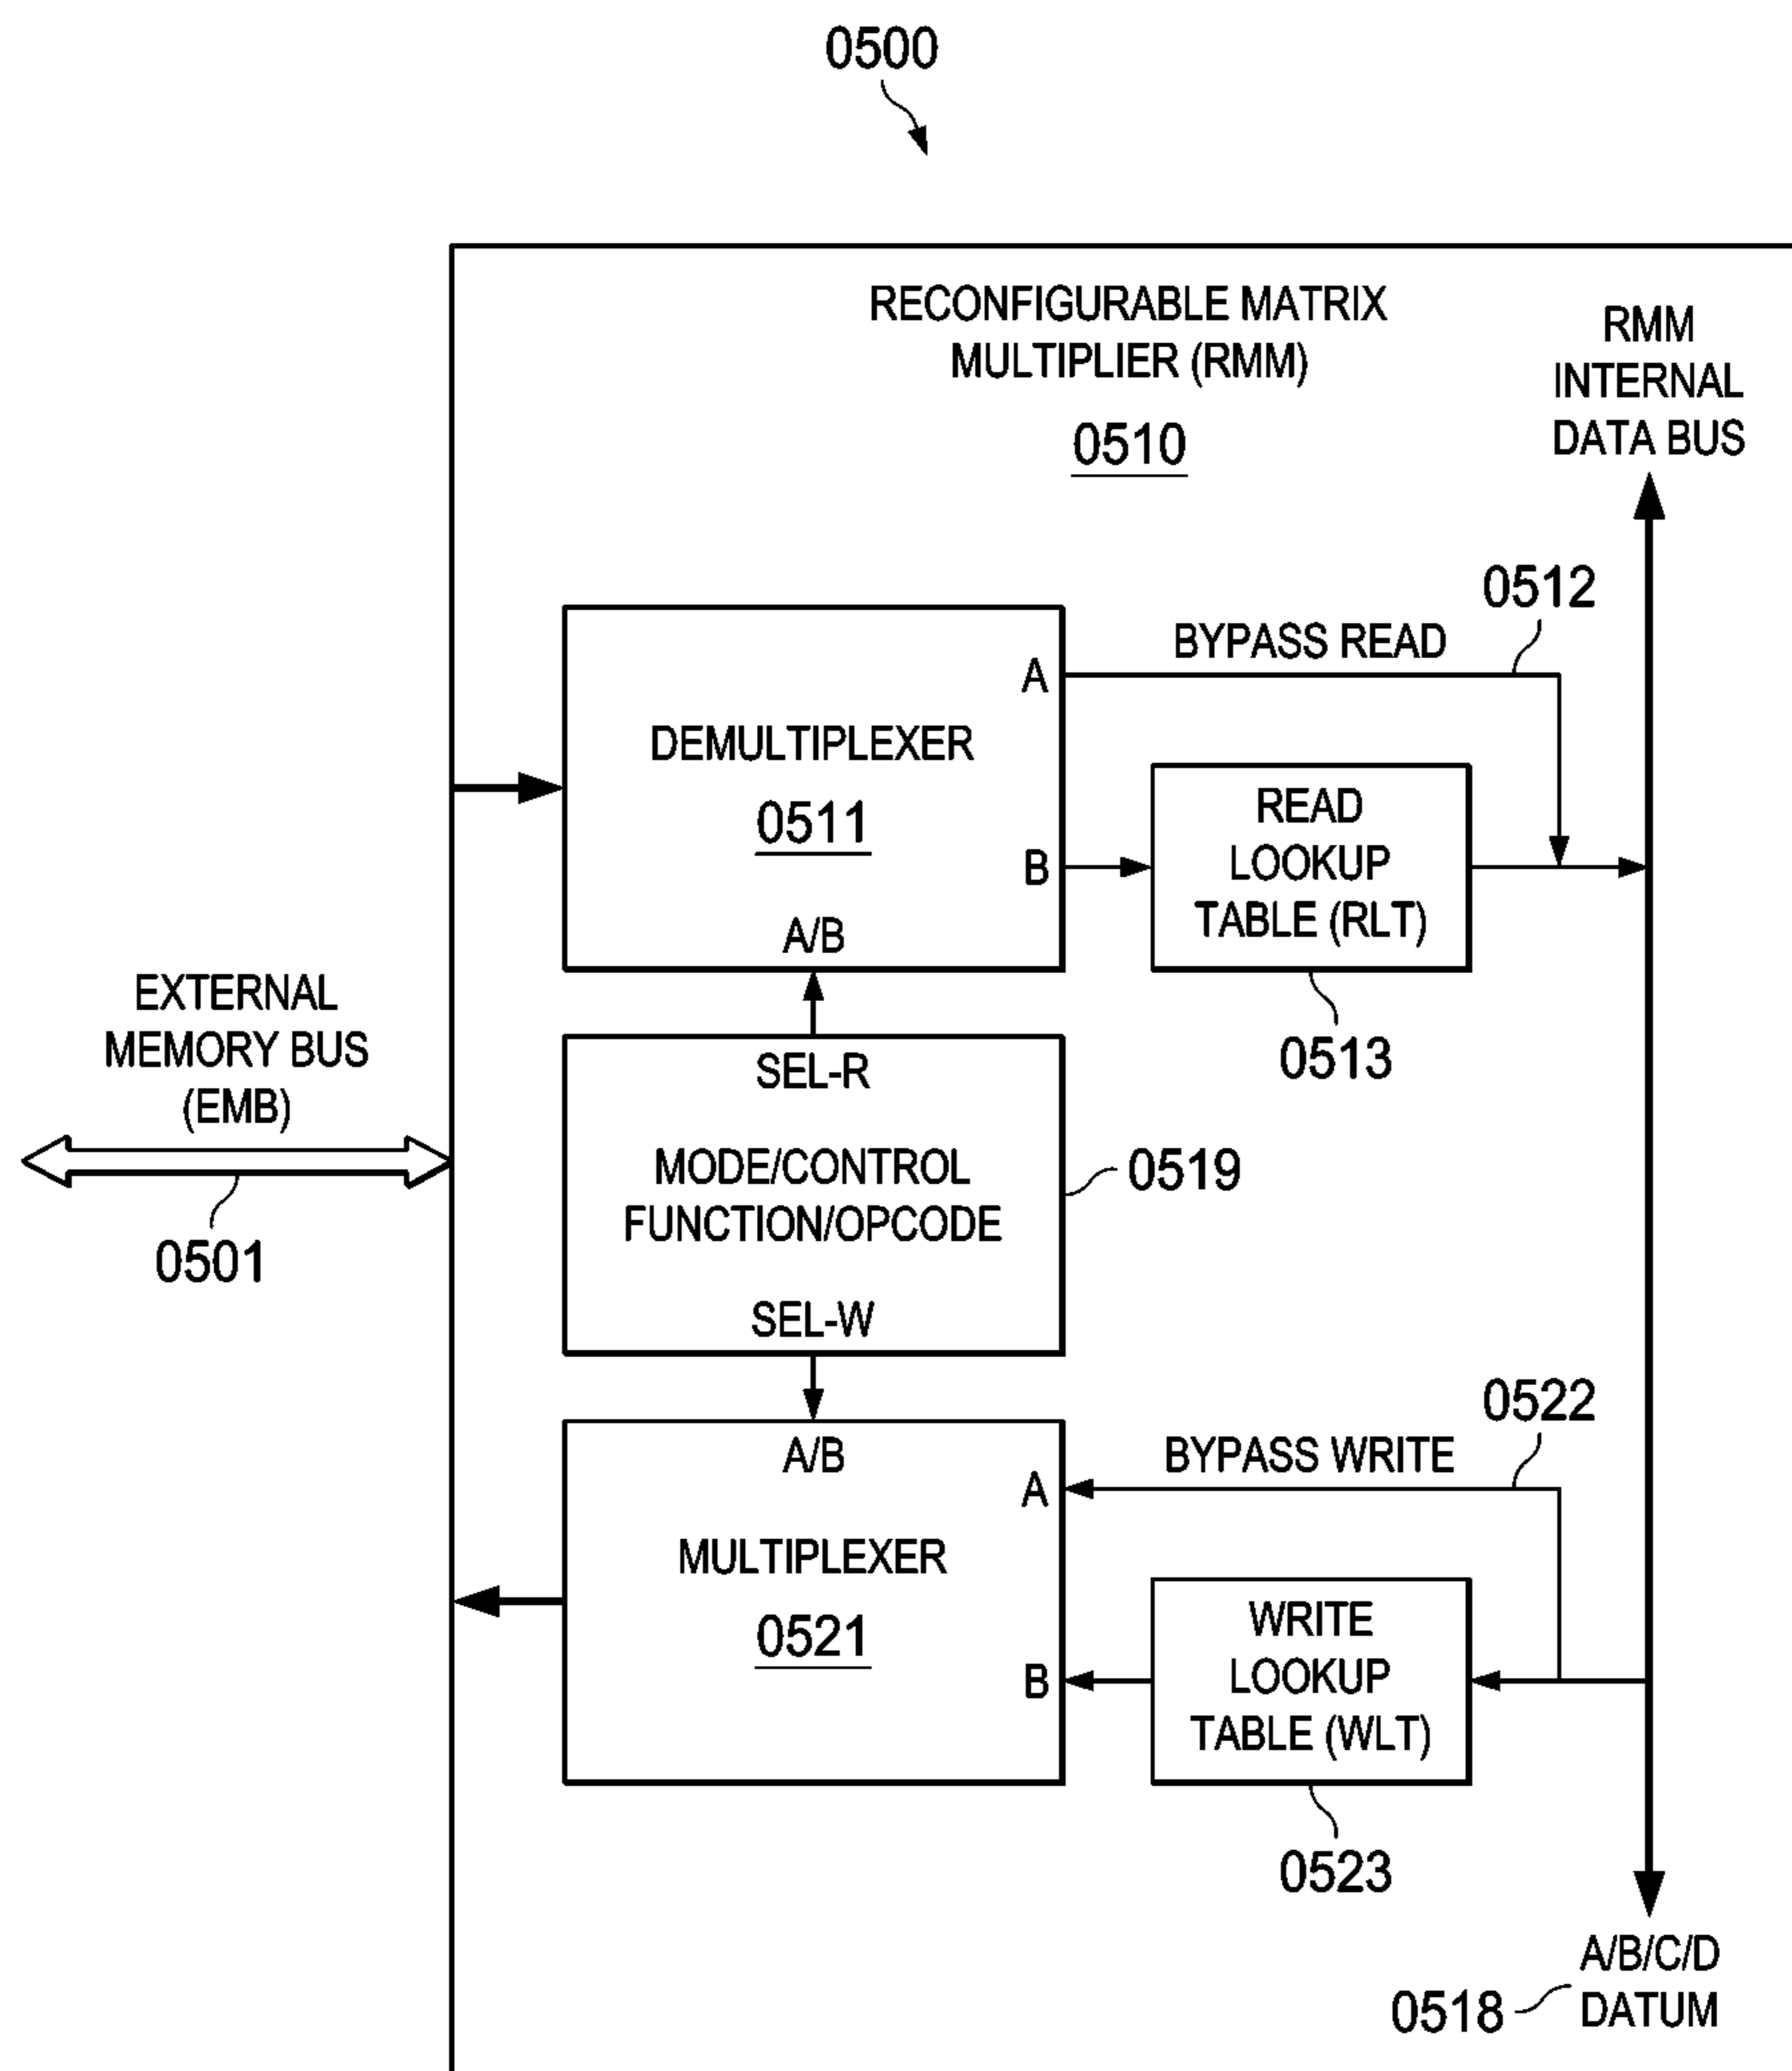 0500
RECONFIGURABLE MATRIX
MULTIPLIER (RMM)
0510
RMM
INTERNAL
DATA BUS
0512
BYPASS READ
A
DEMULTIPLEXER
0511
B
A/B
READ
LOOKUP
TABLE (RLT)
0513
EXTERNAL
MEMORY BUS
(EMB)
0501
SEL-R
MODE/CONTROL
FUNCTION/OPCODE
SEL-W
0519
0522
BYPASS WRITE
A/B
A
MULTIPLEXER
0521
B
WRITE
LOOKUP
TABLE (WLT)
0523
A/B/C/D
DATUM
0518